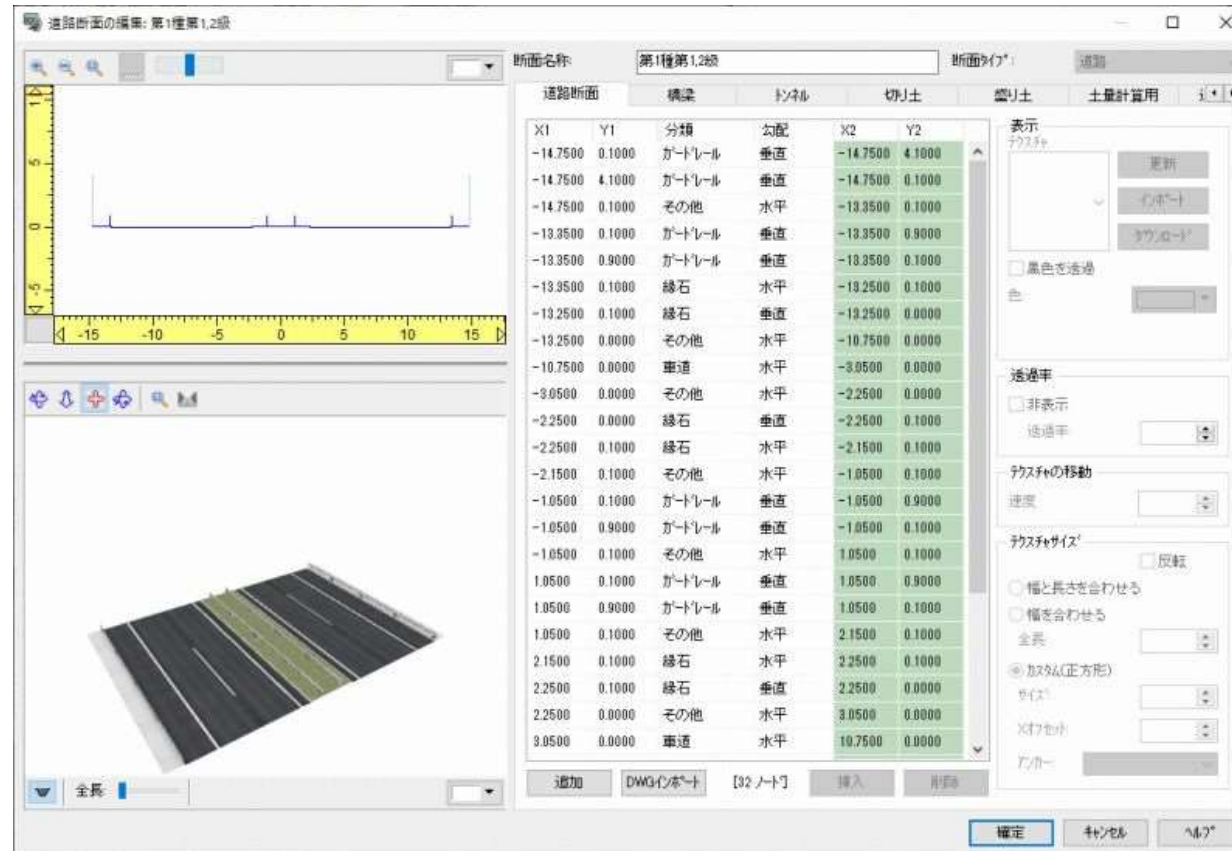 道路断面の編集: 第1種第1,2級
断面名称: 第1種第1,2級 断面タイプ: 道路
道路断面 橋梁 トンネル 切り土 盛り土 土量計算用
X1 Y1 分類 勾配 X2 Y2
-14.7500 0.1000 ガードレール 垂直 -14.7500 4.1000
-14.7500 4.1000 ガードレール 垂直 -14.7500 0.1000
-14.7500 0.1000 その他 水平 -13.3500 0.1000
-13.3500 0.1000 ガードレール 垂直 -13.3500 0.9000
-13.3500 0.9000 ガードレール 垂直 -13.3500 0.1000
-13.3500 0.1000 縁石 水平 -13.2500 0.1000
-13.2500 0.1000 縁石 垂直 -13.2500 0.0000
-13.2500 0.0000 その他 水平 -10.7500 0.0000
-10.7500 0.0000 車道 水平 -3.0500 0.0000
-3.0500 0.0000 その他 水平 -2.2500 0.0000
-2.2500 0.0000 縁石 垂直 -2.2500 0.1000
-2.2500 0.1000 縁石 水平 -2.1500 0.1000
-2.1500 0.1000 その他 水平 -1.0500 0.1000
-1.0500 0.1000 ガードレール 垂直 -1.0500 0.9000
-1.0500 0.9000 ガードレール 垂直 -1.0500 0.1000
-1.0500 0.1000 その他 水平 1.0500 0.1000
1.0500 0.1000 ガードレール 垂直 1.0500 0.9000
1.0500 0.9000 ガードレール 垂直 1.0500 0.1000
1.0500 0.1000 その他 水平 2.1500 0.1000
2.1500 0.1000 縁石 水平 2.2500 0.1000
2.2500 0.1000 縁石 垂直 2.2500 0.0000
2.2500 0.0000 その他 水平 3.0500 0.0000
3.0500 0.0000 車道 水平 10.7500 0.0000
追加 DWGインポート [32 ノード] 挿入 削除
表示
テクスチャ
更新
インポート
ダウンロード
黒色を透過
色:
透過率
非表示
透過率:
テクスチャの移動
速度:
テクスチャサイズ
反転
幅と長さを合わせる
幅を合わせる
全長:
カスタム(正方形)
サイズ:
Xオフセット:
アンカー:
5
0
-5
-15 -10 -5 0 5 10 15
全長:
確定 キャンセル ヘルプ